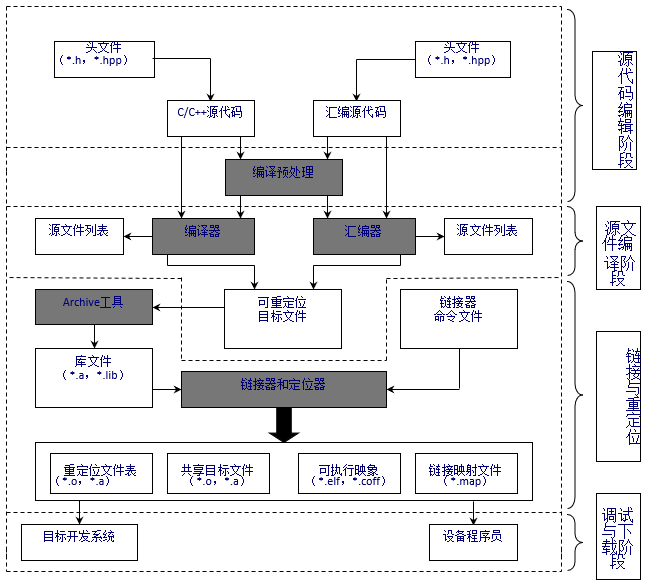 头文件
（*.h，*.hpp）
头文件
（*.h，*.hpp）
C/C++源代码
汇编源代码
源代码编辑阶段
编译预处理
源文件列表
编译器
汇编器
源文件列表
源文
件编
译阶
段
Archive工具
可重定位
目标文件
链接器
命令文件
库文件
（*.a，*.lib）
链接器和定位器
链接与重定位
重定位文件表
（*.o，*.a）
共享目标文件
（*.o，*.a）
可执行映象
（*.elf，*.coff）
链接映射文件
（*.map）
目标开发系统
设备程序员
调试
与下
载阶
段